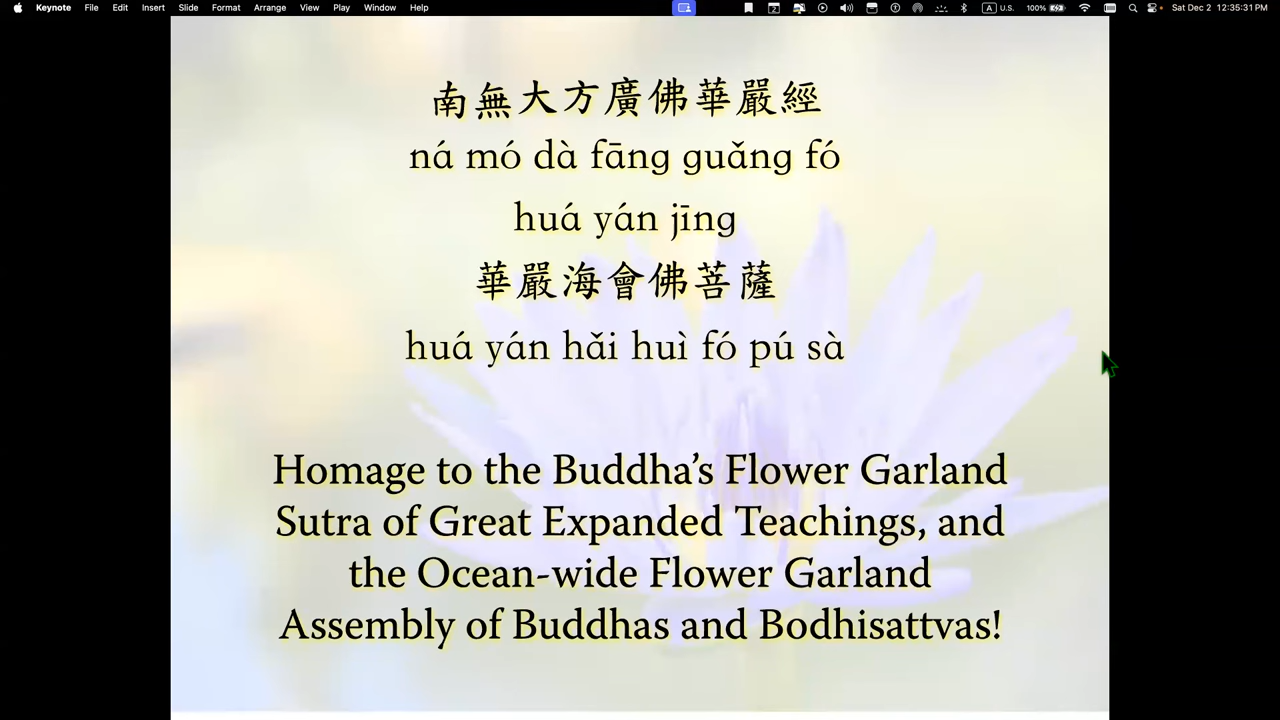 Keynote File Edit Insert Slide Format Arrange View Play Window Help U.S. 100% Sat Dec 2 12:35:31 PM
南無大方廣佛華嚴經
ná mó dà fāng guǎng fó
huá yán jīng
華嚴海會佛菩薩
huá yán hǎi huì fó pú sà
Homage to the Buddha’s Flower Garland
Sutra of Great Expanded Teachings, and
the Ocean-wide Flower Garland
Assembly of Buddhas and Bodhisattvas!